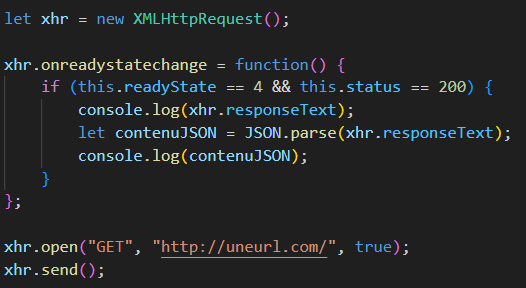 let xhr = new XMLHttpRequest();
xhr.onreadystatechange = function() {
if (this.readyState == 4 && this.status == 200) {
console.log(xhr.responseText);
let contenuJSON = JSON.parse(xhr.responseText);
console.log(contenuJSON);
}
};
xhr.open("GET", "http://uneurl.com/", true);
xhr.send();